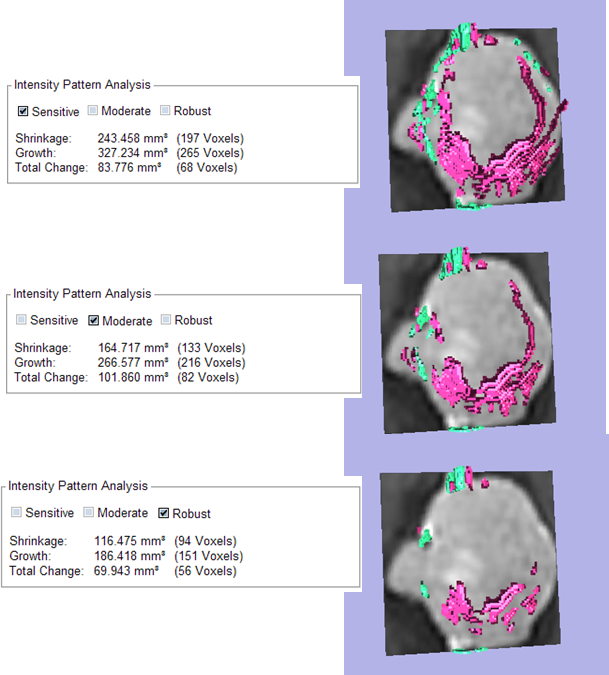 Intensity Pattern Analysis
Sensitive Moderate Robust
Shrinkage: 243.458 mm³ (197 Voxels)
Growth: 327.234 mm³ (265 Voxels)
Total Change: 83.776 mm³ (68 Voxels)
Intensity Pattern Analysis
Sensitive Moderate Robust
Shrinkage: 164.717 mm³ (133 Voxels)
Growth: 266.577 mm³ (216 Voxels)
Total Change: 101.860 mm³ (82 Voxels)
Intensity Pattern Analysis
Sensitive Moderate Robust
Shrinkage: 116.475 mm³ (94 Voxels)
Growth: 186.418 mm³ (151 Voxels)
Total Change: 69.943 mm³ (56 Voxels)